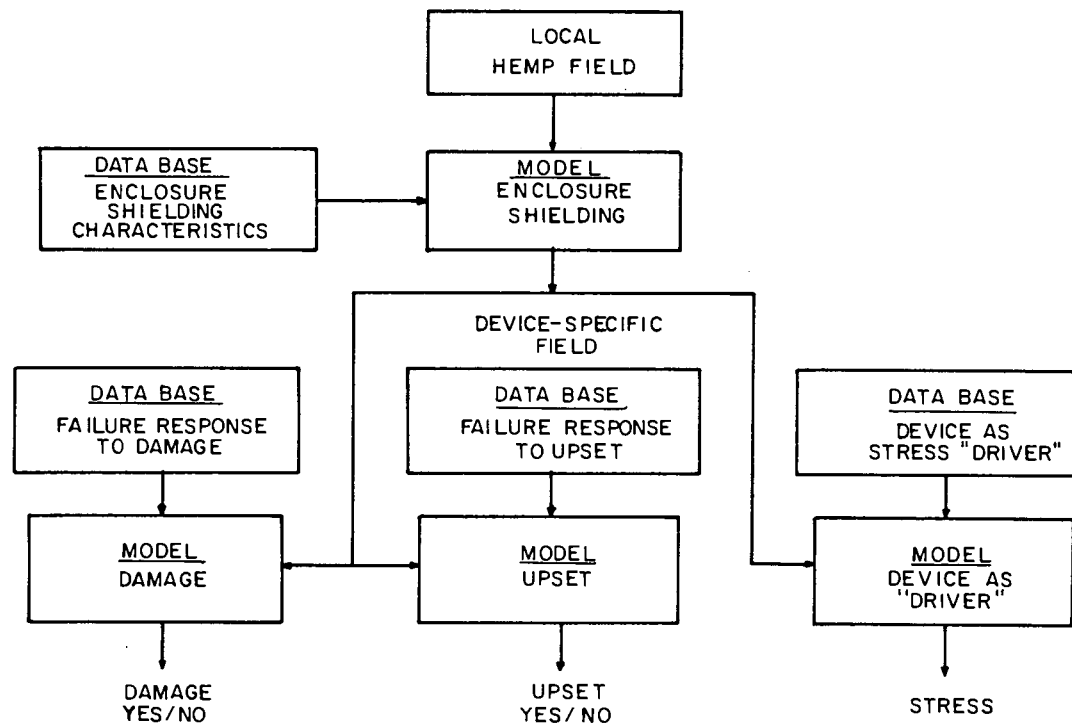 LOCAL
HEMP FIELD
DATA BASE
ENCLOSURE
SHIELDING
CHARACTERISTICS
MODEL
ENCLOSURE
SHIELDING
DEVICE-SPECIFIC
FIELD
DATA BASE
FAILURE RESPONSE
TO DAMAGE
DATA BASE
FAILURE RESPONSE
TO UPSET
DATA BASE
DEVICE AS
STRESS "DRIVER"
MODEL
DAMAGE
MODEL
UPSET
MODEL
DEVICE AS
"DRIVER"
DAMAGE
YES/NO
UPSET
YES/NO
STRESS